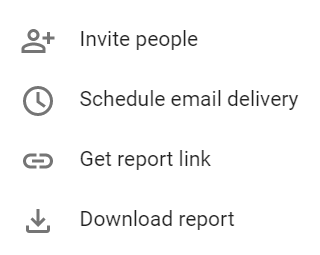 Invite people
Schedule email delivery
Get report link
Download report